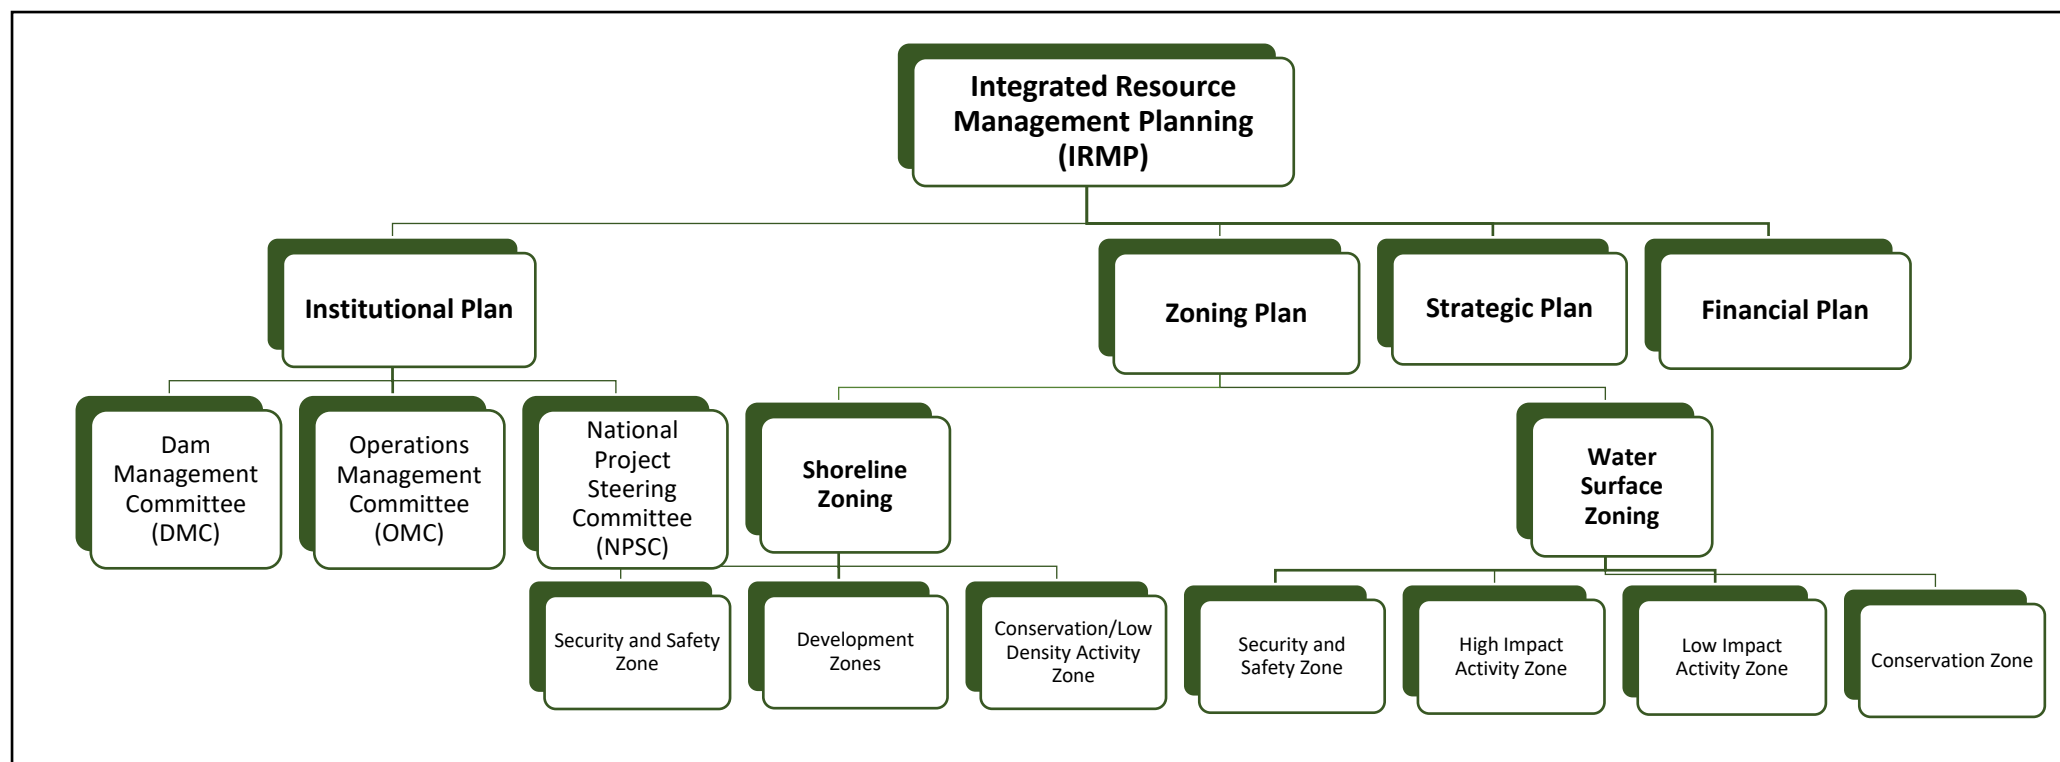 Integrated Resource
Management Planning
(IRMP)
Institutional Plan
Zoning Plan
Strategic Plan
Financial Plan
Dam
Management
Committee
(DMC)
Operations
Management
Committee
(OMC)
National
Project
Steering
Committee
(NPSC)
Shoreline
Zoning
Water
Surface
Zoning
Security and Safety
Zone
Development
Zones
Conservation/Low
Density Activity
Zone
Security and
Safety Zone
High Impact
Activity Zone
Low Impact
Activity Zone
Conservation Zone